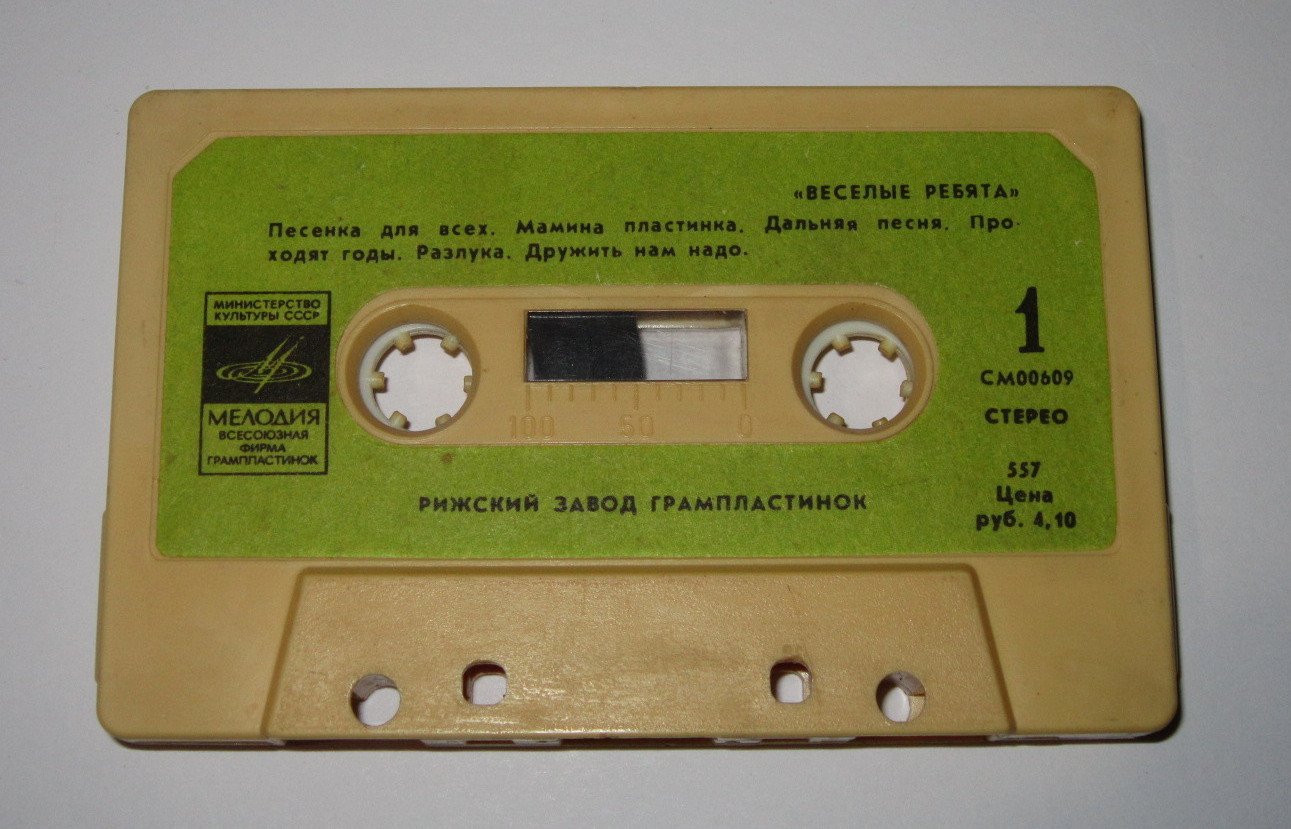 «ВЕСЕЛЫЕ РЕБЯТА»
Песенка для всех. Мамина пластинка. Дальняя песня. Про-
ходят годы. Разлука. Дружить нам надо.
МИНИСТЕРСТВО
КУЛЬТУРЫ СССР
МЕЛОДИЯ
ВСЕСОЮЗНАЯ
ФИРМА
ГРАМПЛАСТИНОК
1
СМ00609
СТЕРЕО
100 50 0
557
Цена
руб. 4,10
РИЖСКИЙ ЗАВОД ГРАМПЛАСТИНОК